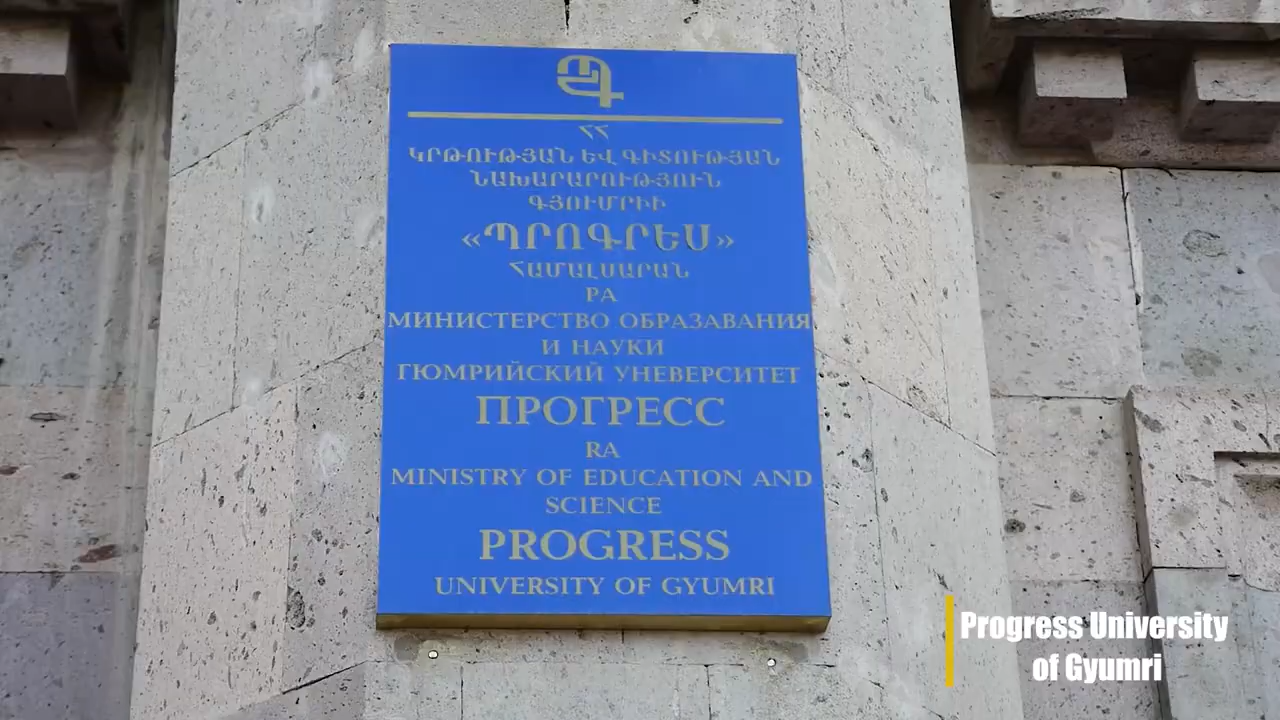 ՀՀ
ԿՐԹՈՒԹՅԱՆ ԵՎ ԳԻՏՈՒԹՅԱՆ
ՆԱԽԱՐԱՐՈՒԹՅՈՒՆ
ԳՅՈՒՄՐԻԻ
«ՊՐՈԳՐԵՍ»
ՀԱՄԱԼՍԱՐԱՆ
РА
МИНИСТЕРСТВО ОБРАЗАВАНИЯ
И НАУКИ
ГЮМРИЙСКИЙ УНЕВЕРСИТЕТ
ПРОГРЕСС
RA
MINISTRY OF EDUCATION AND
SCIENCE
PROGRESS
UNIVERSITY OF GYUMRI
Progress University
of Gyumri